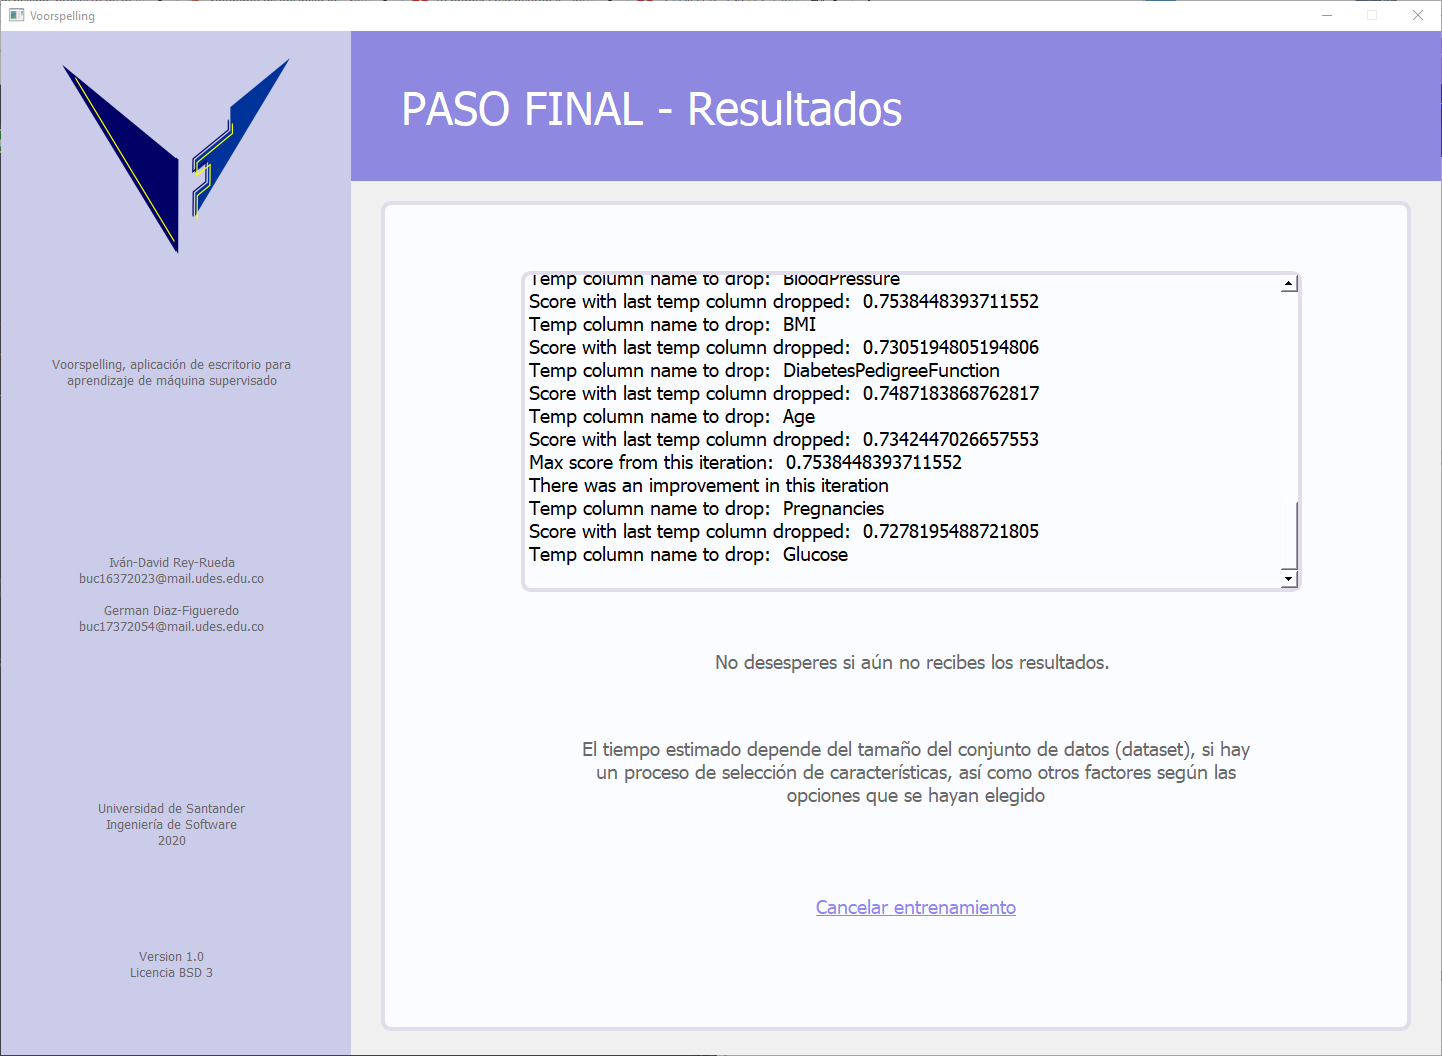 Voorspelling
PASO FINAL - Resultados
Voorspelling, aplicación de escritorio para
aprendizaje de máquina supervisado
Iván-David Rey-Rueda
buc16372023@mail.udes.edu.co
German Diaz-Figueredo
buc17372054@mail.udes.edu.co
Universidad de Santander
Ingeniería de Software
2020
Version 1.0
Licencia BSD 3
Temp column name to drop:  BloodPressure
Score with last temp column dropped:  0.7538448393711552
Temp column name to drop:  BMI
Score with last temp column dropped:  0.7305194805194806
Temp column name to drop:  DiabetesPedigreeFunction
Score with last temp column dropped:  0.7487183868762817
Temp column name to drop:  Age
Score with last temp column dropped:  0.7342447026657553
Max score from this iteration:  0.7538448393711552
There was an improvement in this iteration
Temp column name to drop:  Pregnancies
Score with last temp column dropped:  0.7278195488721805
Temp column name to drop:  Glucose
No desesperes si aún no recibes los resultados.
El tiempo estimado depende del tamaño del conjunto de datos (dataset), si hay
un proceso de selección de características, así como otros factores según las
opciones que se hayan elegido
Cancelar entrenamiento